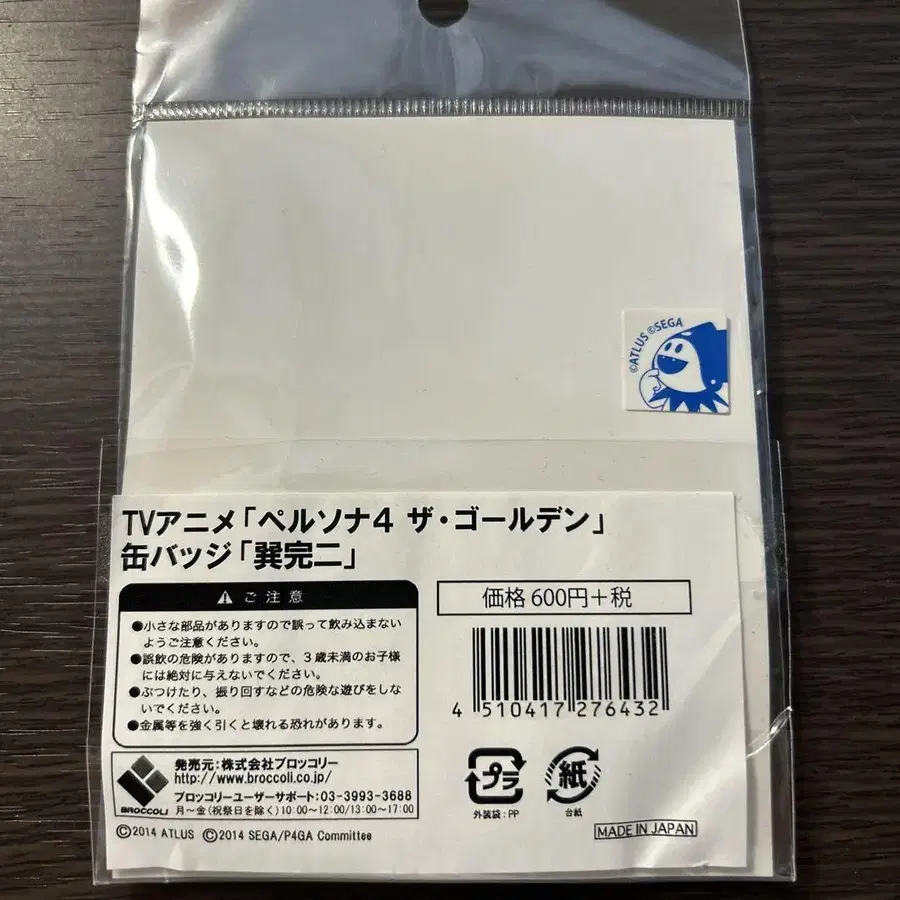 ©ATLUS ©SEGA
TVアニメ「ペルソナ4 ザ・ゴールデン」
缶バッジ「巽完二」
⚠ ご注意
●小さな部品がありますので誤って飲み込まない
ようご注意ください。
●誤飲の危険がありますので、3歳未満のお子様
には絶対に与えないでください。
●ぶつけたり、振り回すなどの危険な遊びをしな
いでください。
●金属等を強く引くと壊れる恐れがあります。
価格600円+税
4 510417 276432
BROCCOLI
発売元:株式会社ブロッコリー
http://www.broccoli.co.jp/
ブロッコリーユーザーサポート:03-3993-3688
月〜金(祝祭日を除く)10:00〜12:00/13:00〜17:00
プラ
外装袋:PP
紙
台紙
©2014 ATLUS ©2014 SEGA/P4GA Committee
MADE IN JAPAN